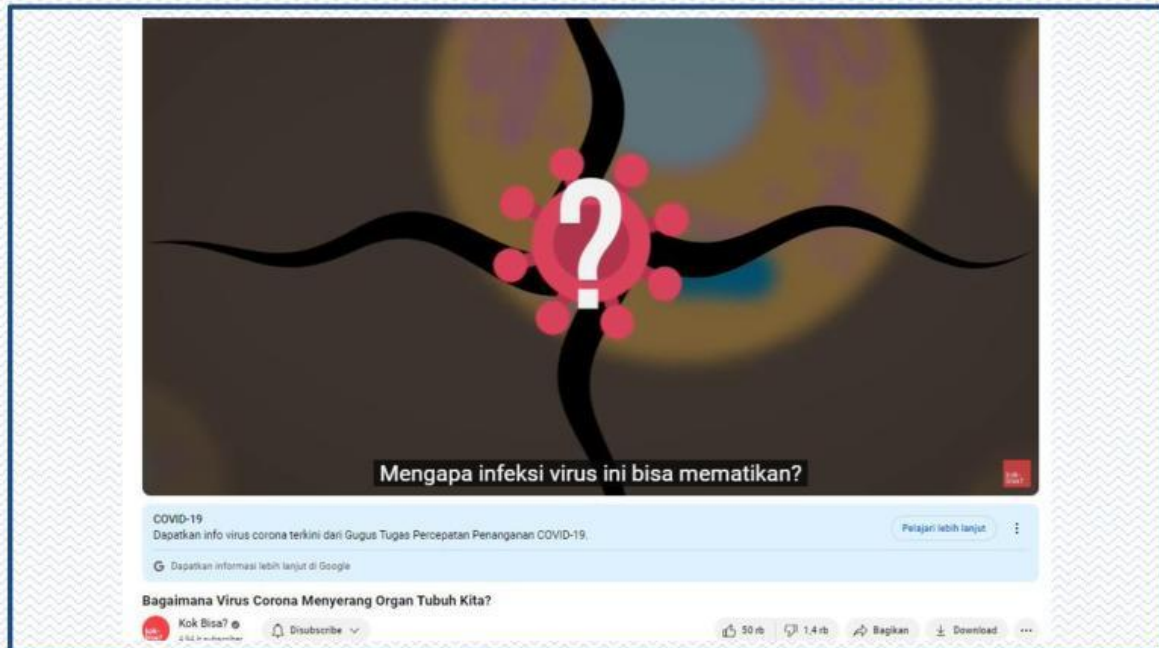 ?
Mengapa infeksi virus ini bisa mematikan?
COVID-19
Dapatkan info virus corona terkini dari Gugus Tugas Percepatan Penanganan COVID-19.
Pelajari lebih lanjut
G Dapatkan informasi lebih lanjut di Google
Bagaimana Virus Corona Menyerang Organ Tubuh Kita?
Kok Bisa?
Disubscribe
50 rb
1,4 rb
Bagikan
Download